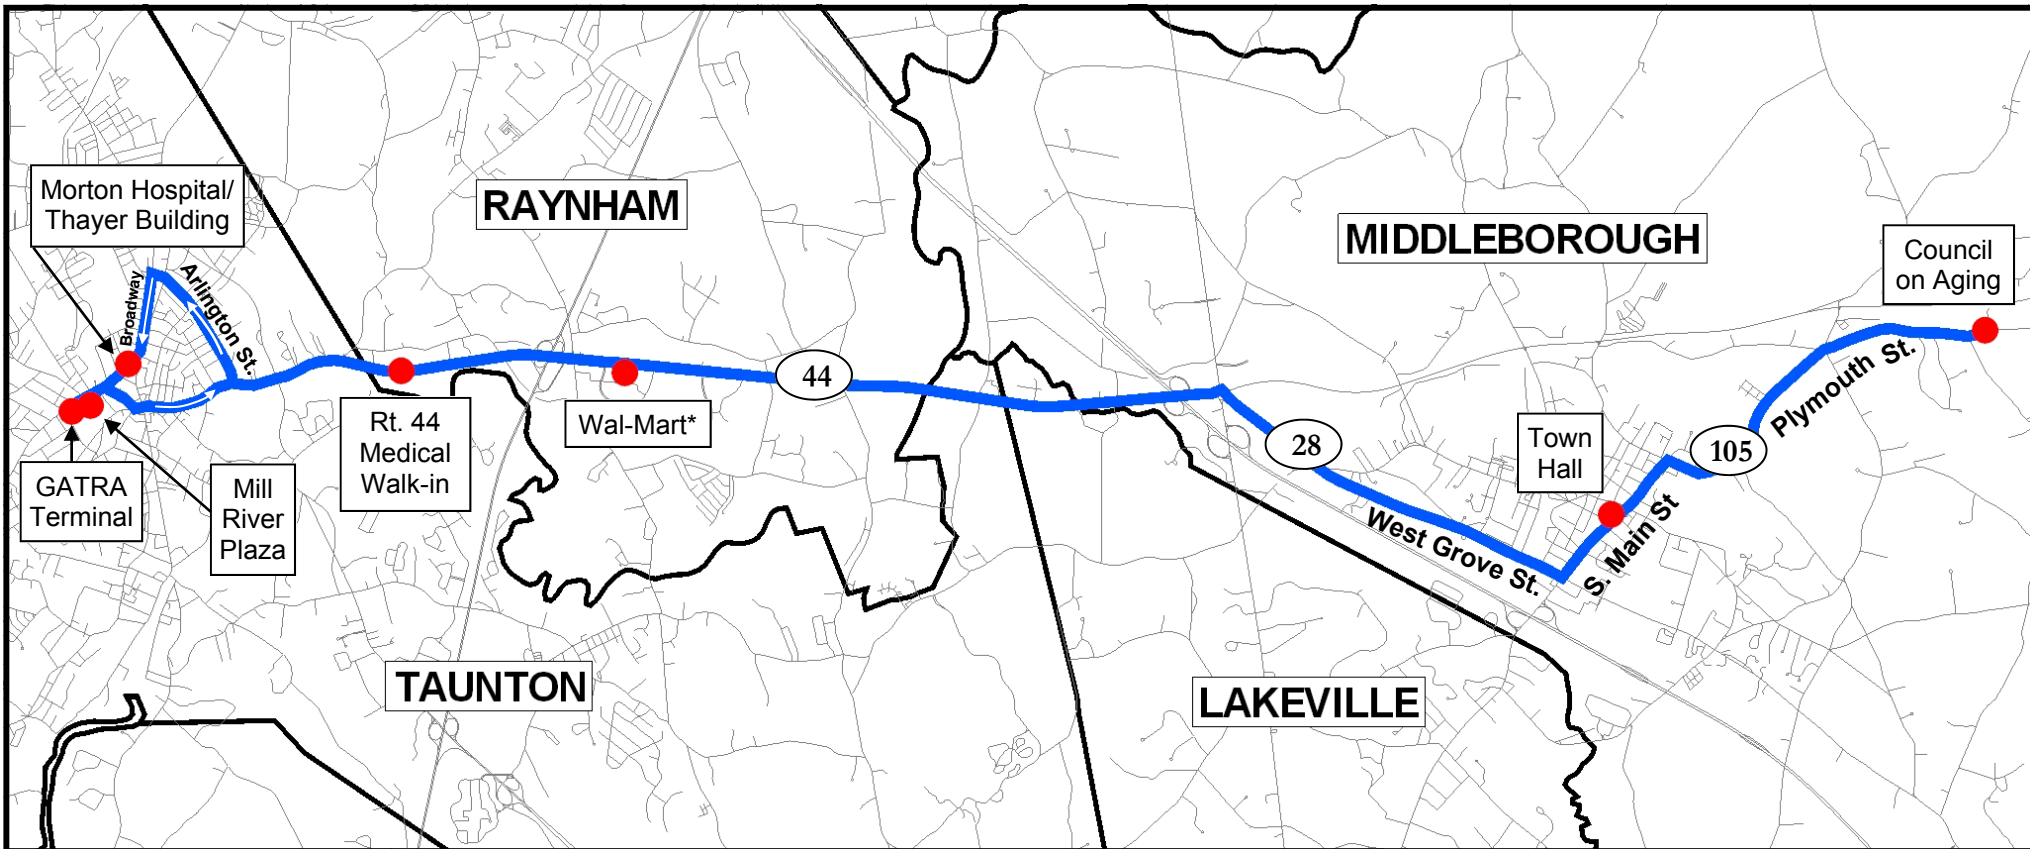 Morton Hospital/
Thayer Building
RAYNHAM
MIDDLEBOROUGH
Council
on Aging
Broadway
Arlington St.
44
Plymouth St.
Rt. 44
Medical
Walk-in
Wal-Mart*
28
Town
Hall
105
GATRA
Terminal
Mill
River
Plaza
West Grove St.
S. Main St
TAUNTON
LAKEVILLE